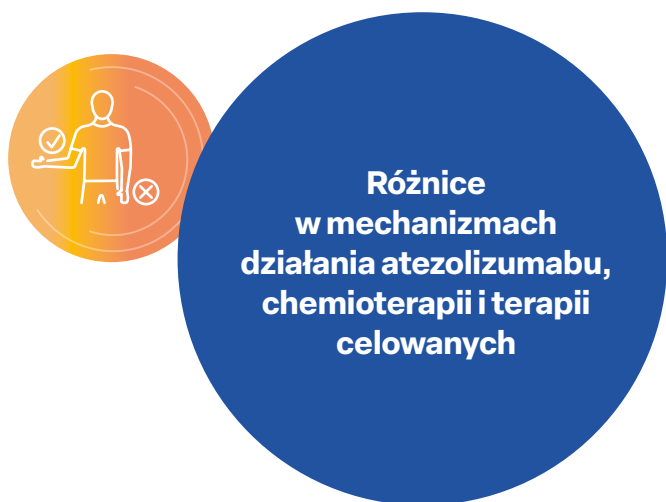 Różnice
w mechanizmach
działania atezolizumabu,
chemioterapii i terapii
celowanych